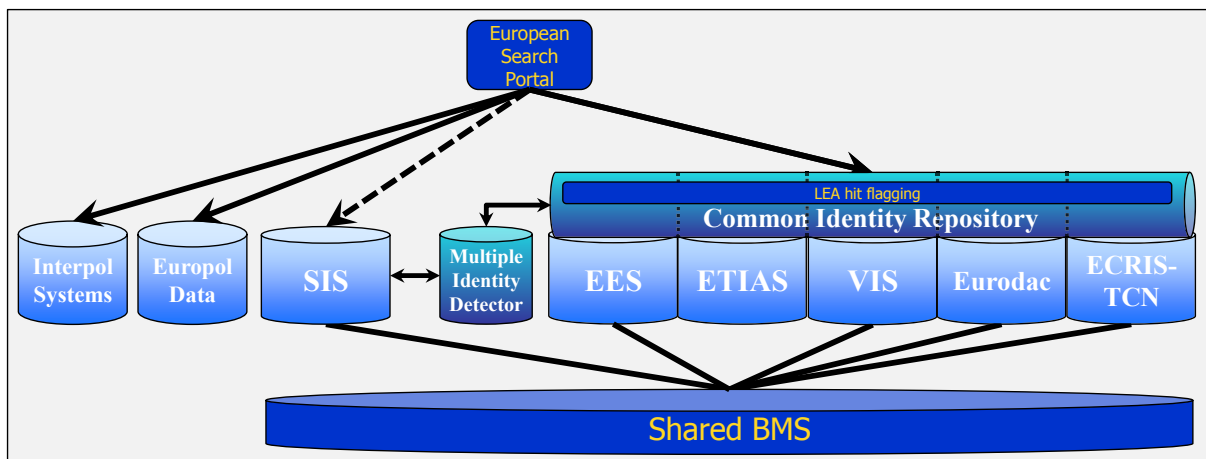 European
Search
Portal
LEA hit flagging
Common Identity Repository
Interpol
Systems
Europol
Data
SIS
Multiple
Identity
Detector
EES
ETIAS
VIS
Eurodac
ECRIS-
TCN
Shared BMS